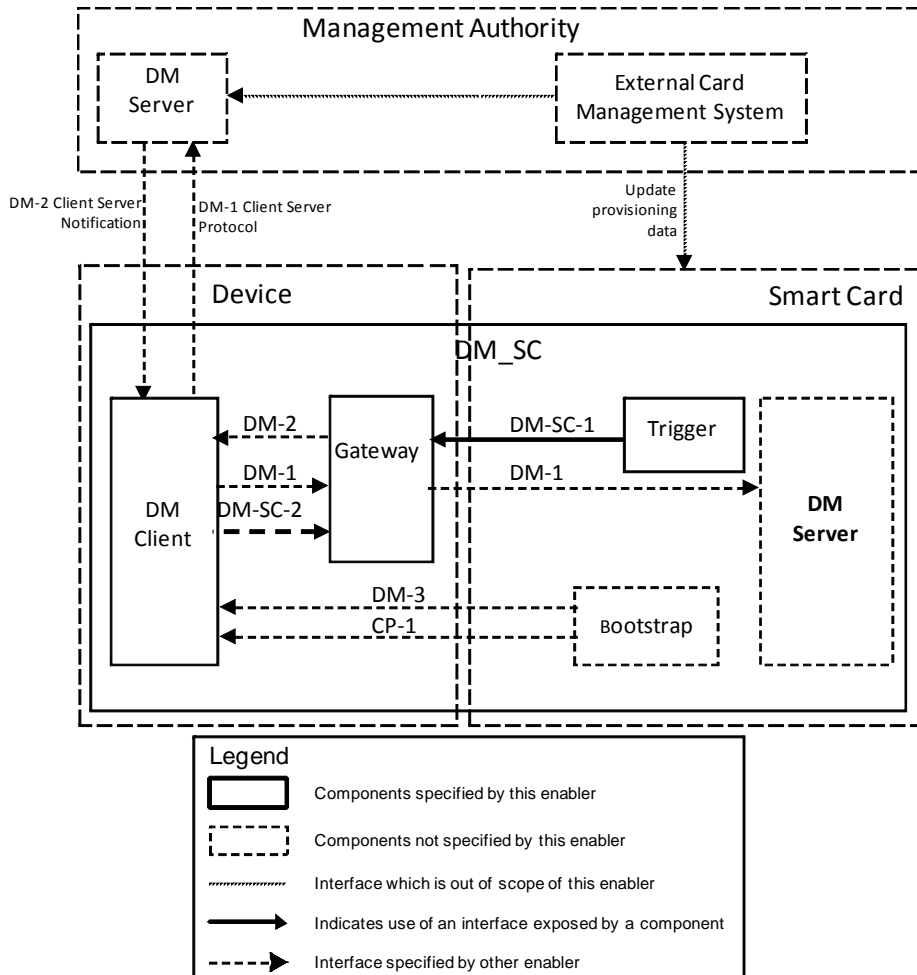 Management Authority
DM
Server
External Card
Management System
DM-2 Client Server
Notification
DM-1 Client Server
Protocol
Update
provisioning
data
Device
Smart Card
DM_SC
DM-2
Gateway
DM-SC-1
Trigger
DM-1
DM-1
DM-SC-2
DM
Client
DM
Server
DM-3
CP-1
Bootstrap
Legend
Components specified by this enabler
Components not specified by this enabler
Interface which is out of scope of this enabler
Indicates use of an interface exposed by a component
Interface specified by other enabler